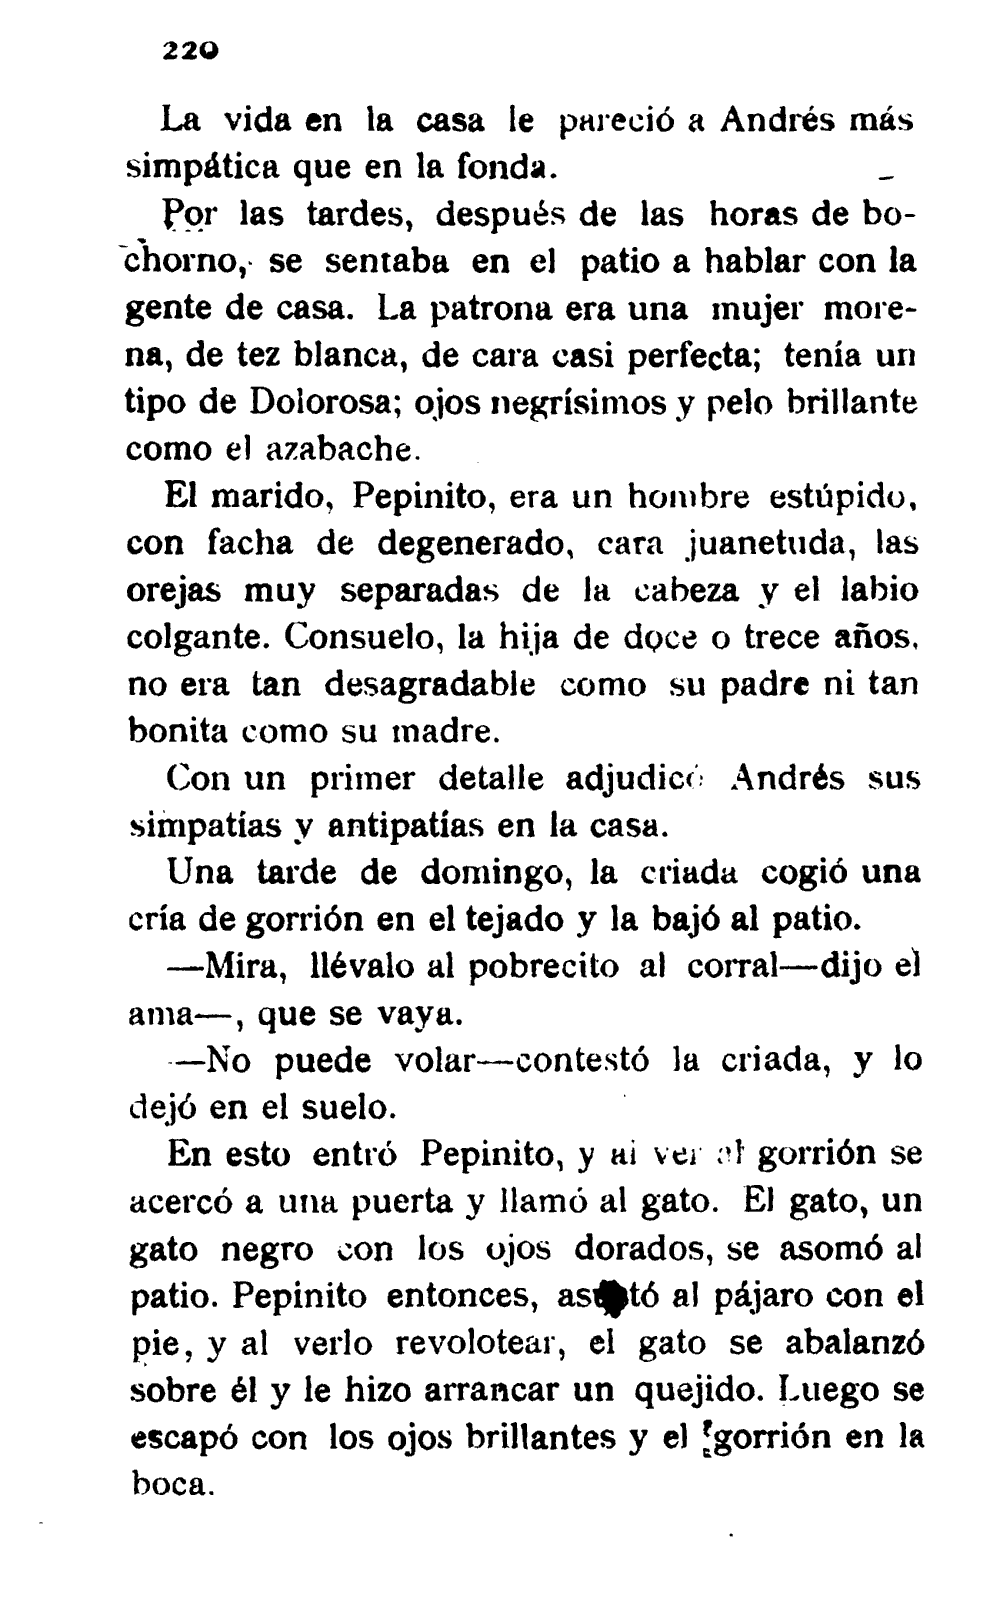 220
La vida en la casa le pareció a Andrés más
simpática que en la fonda.
Por las tardes, después de las horas de bo-
chorno, se sentaba en el patio a hablar con la
gente de casa. La patrona era una mujer more-
na, de tez blanca, de cara casi perfecta; tenía un
tipo de Dolorosa; ojos negrísimos y pelo brillante
como el azabache.
El marido, Pepinito, era un hombre estúpido,
con facha de degenerado, cara juanetuda, las
orejas muy separadas de la cabeza y el labio
colgante. Consuelo, la hija de doce o trece años,
no era tan desagradable como su padre ni tan
bonita como su madre.
Con un primer detalle adjudicó Andrés sus
simpatías y antipatías en la casa.
Una tarde de domingo, la criada cogió una
cría de gorrión en el tejado y la bajó al patio.
—Mira, llévalo al pobrecito al corral—dijo el
ama—, que se vaya.
—No puede volar—contestó la criada, y lo
dejó en el suelo.
En esto entró Pepinito, y al ver al gorrión se
acercó a una puerta y llamó al gato. El gato, un
gato negro con los ojos dorados, se asomó al
patio. Pepinito entonces, al pájaro con el
pie, y al verlo revolotear, el gato se abalanzó
sobre él y le hizo arrancar un quejido. Luego se
escapó con los ojos brillantes y el gorrión en la
boca.